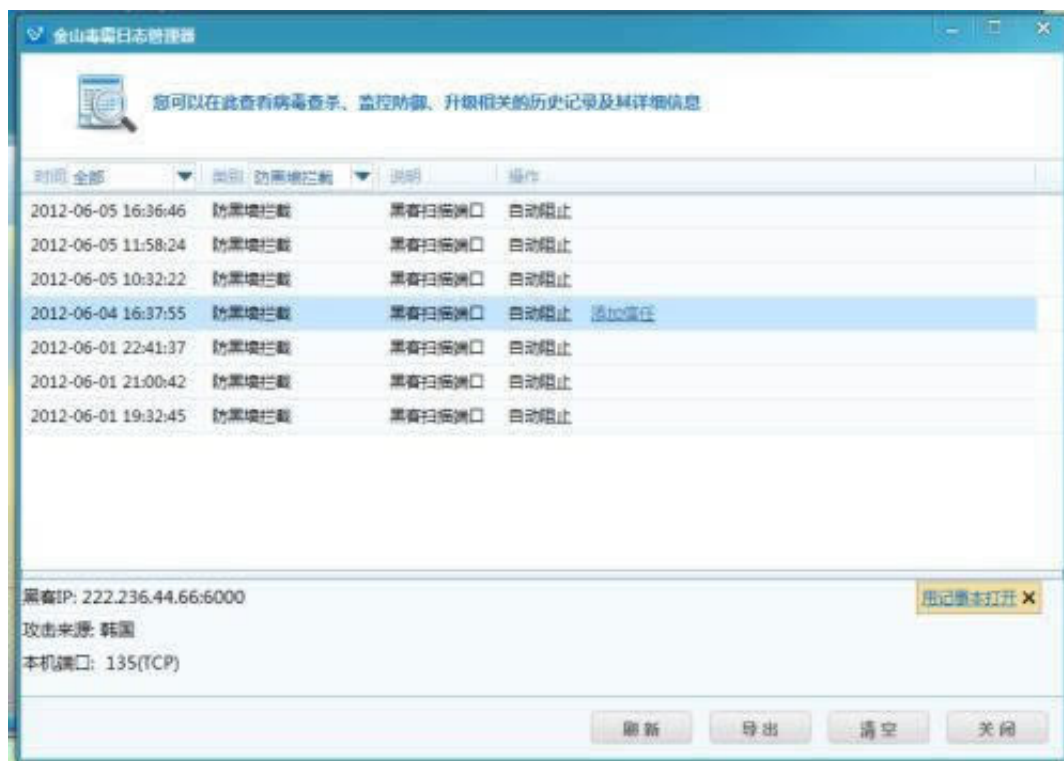 金山毒霸日志管理器
您可以在此查看病毒查杀、监控防御、升级相关的历史记录及其详细信息
时间 全部 类别 防黑墙拦截 说明 操作
2012-06-05 16:36:46 防黑墙拦截 黑客扫描端口 自动阻止
2012-06-05 11:58:24 防黑墙拦截 黑客扫描端口 自动阻止
2012-06-05 10:32:22 防黑墙拦截 黑客扫描端口 自动阻止
2012-06-04 16:37:55 防黑墙拦截 黑客扫描端口 自动阻止 添加信任
2012-06-01 22:41:37 防黑墙拦截 黑客扫描端口 自动阻止
2012-06-01 21:00:42 防黑墙拦截 黑客扫描端口 自动阻止
2012-06-01 19:32:45 防黑墙拦截 黑客扫描端口 自动阻止
黑客IP: 222.236.44.66:6000 用记事本打开
攻击来源: 韩国
本机端口: 135(TCP)
刷新 导出 清空 关闭